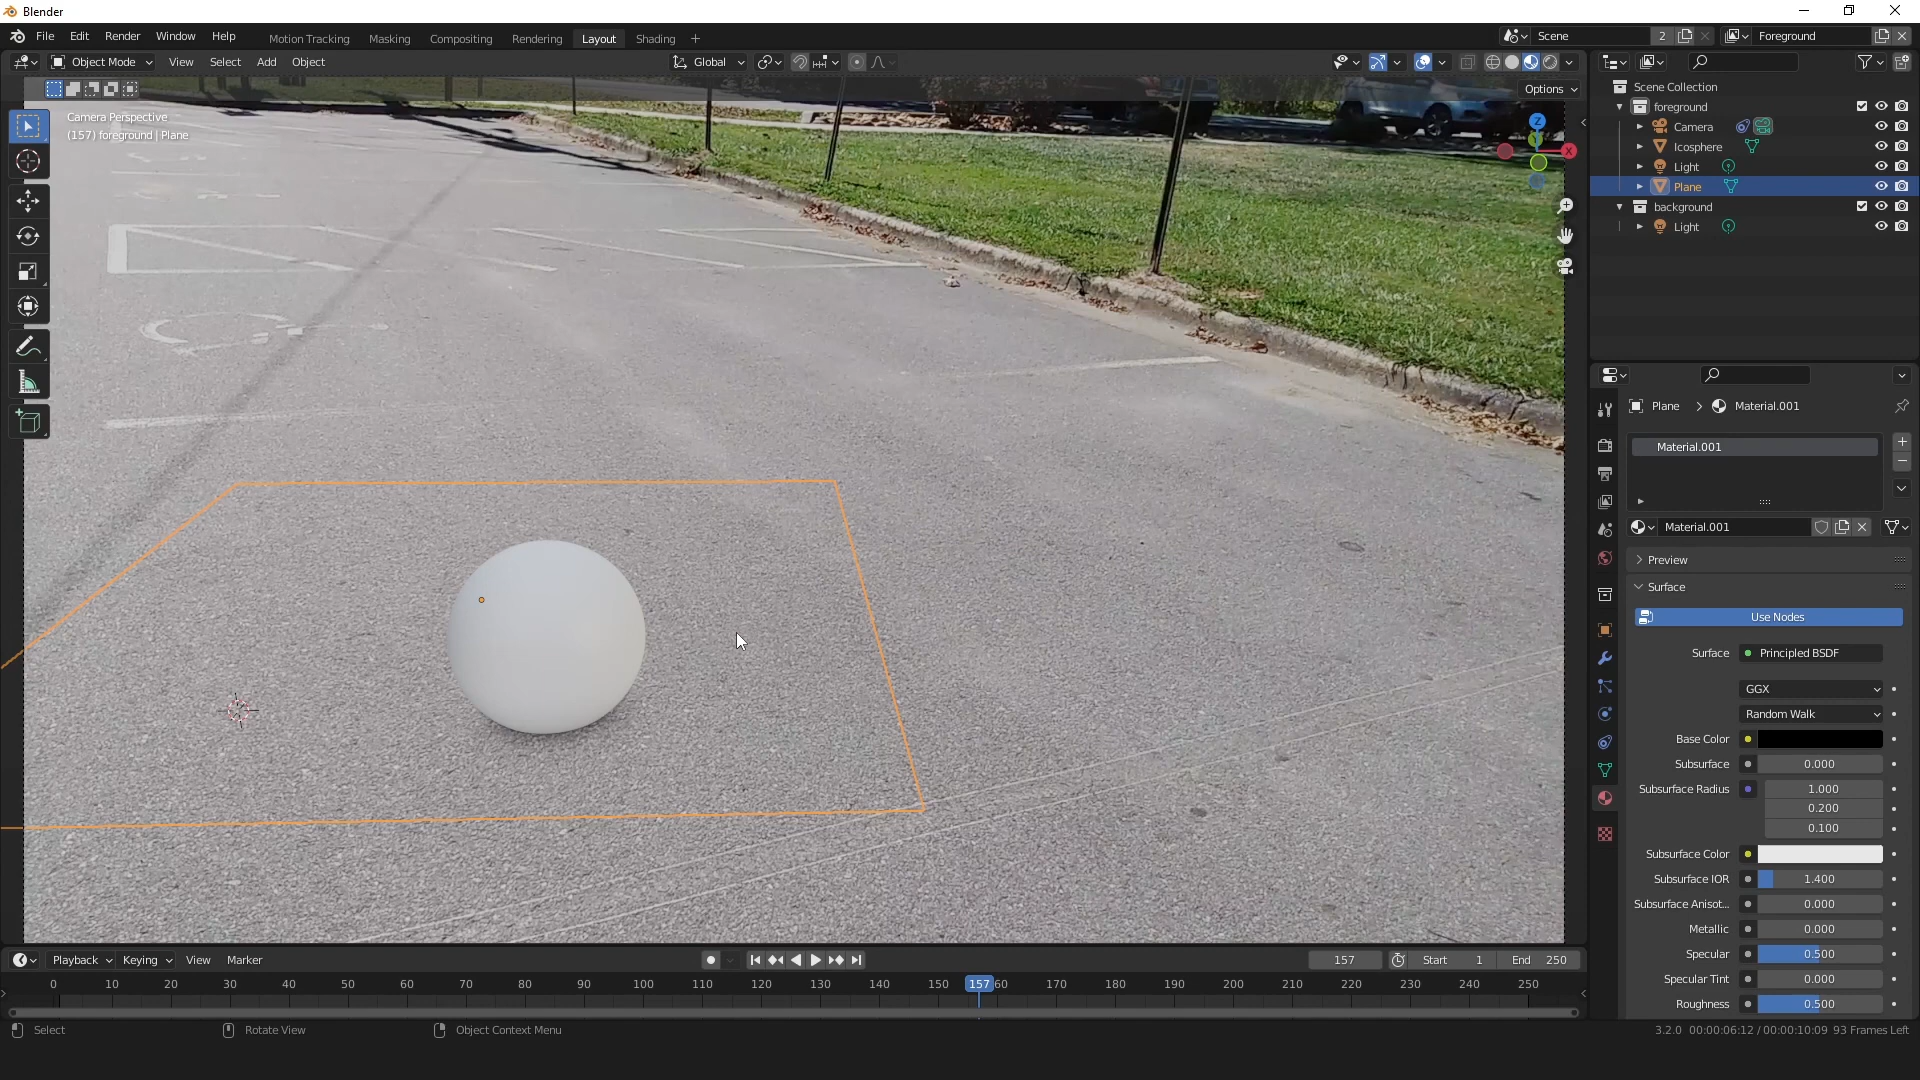 Blender
File Edit Render Window Help Motion Tracking Masking Compositing Rendering Layout Shading + Scene 2 Foreground
Object Mode View Select Add Object Global
Options
Camera Perspective
(157) foreground | Plane
Z
X
Scene Collection
foreground
Camera
Icosphere
Light
Plane
background
Light
Plane > Material.001
Material.001
Material.001
Preview
Surface
Use Nodes
Surface Principled BSDF
GGX
Random Walk
Base Color
Subsurface 0.000
Subsurface Radius 1.000
0.200
0.100
Subsurface Color
Subsurface IOR 1.400
Subsurface Anisot... 0.000
Metallic 0.000
Specular 0.500
Specular Tint 0.000
Roughness 0.500
Playback Keying View Marker 157 Start 1 End 250
0 10 20 30 40 50 60 70 80 90 100 110 120 130 140 150 157 60 170 180 190 200 210 220 230 240 250
Select Rotate View Object Context Menu 3.2.0 00:00:06:12 / 00:00:10:09 93 Frames Left